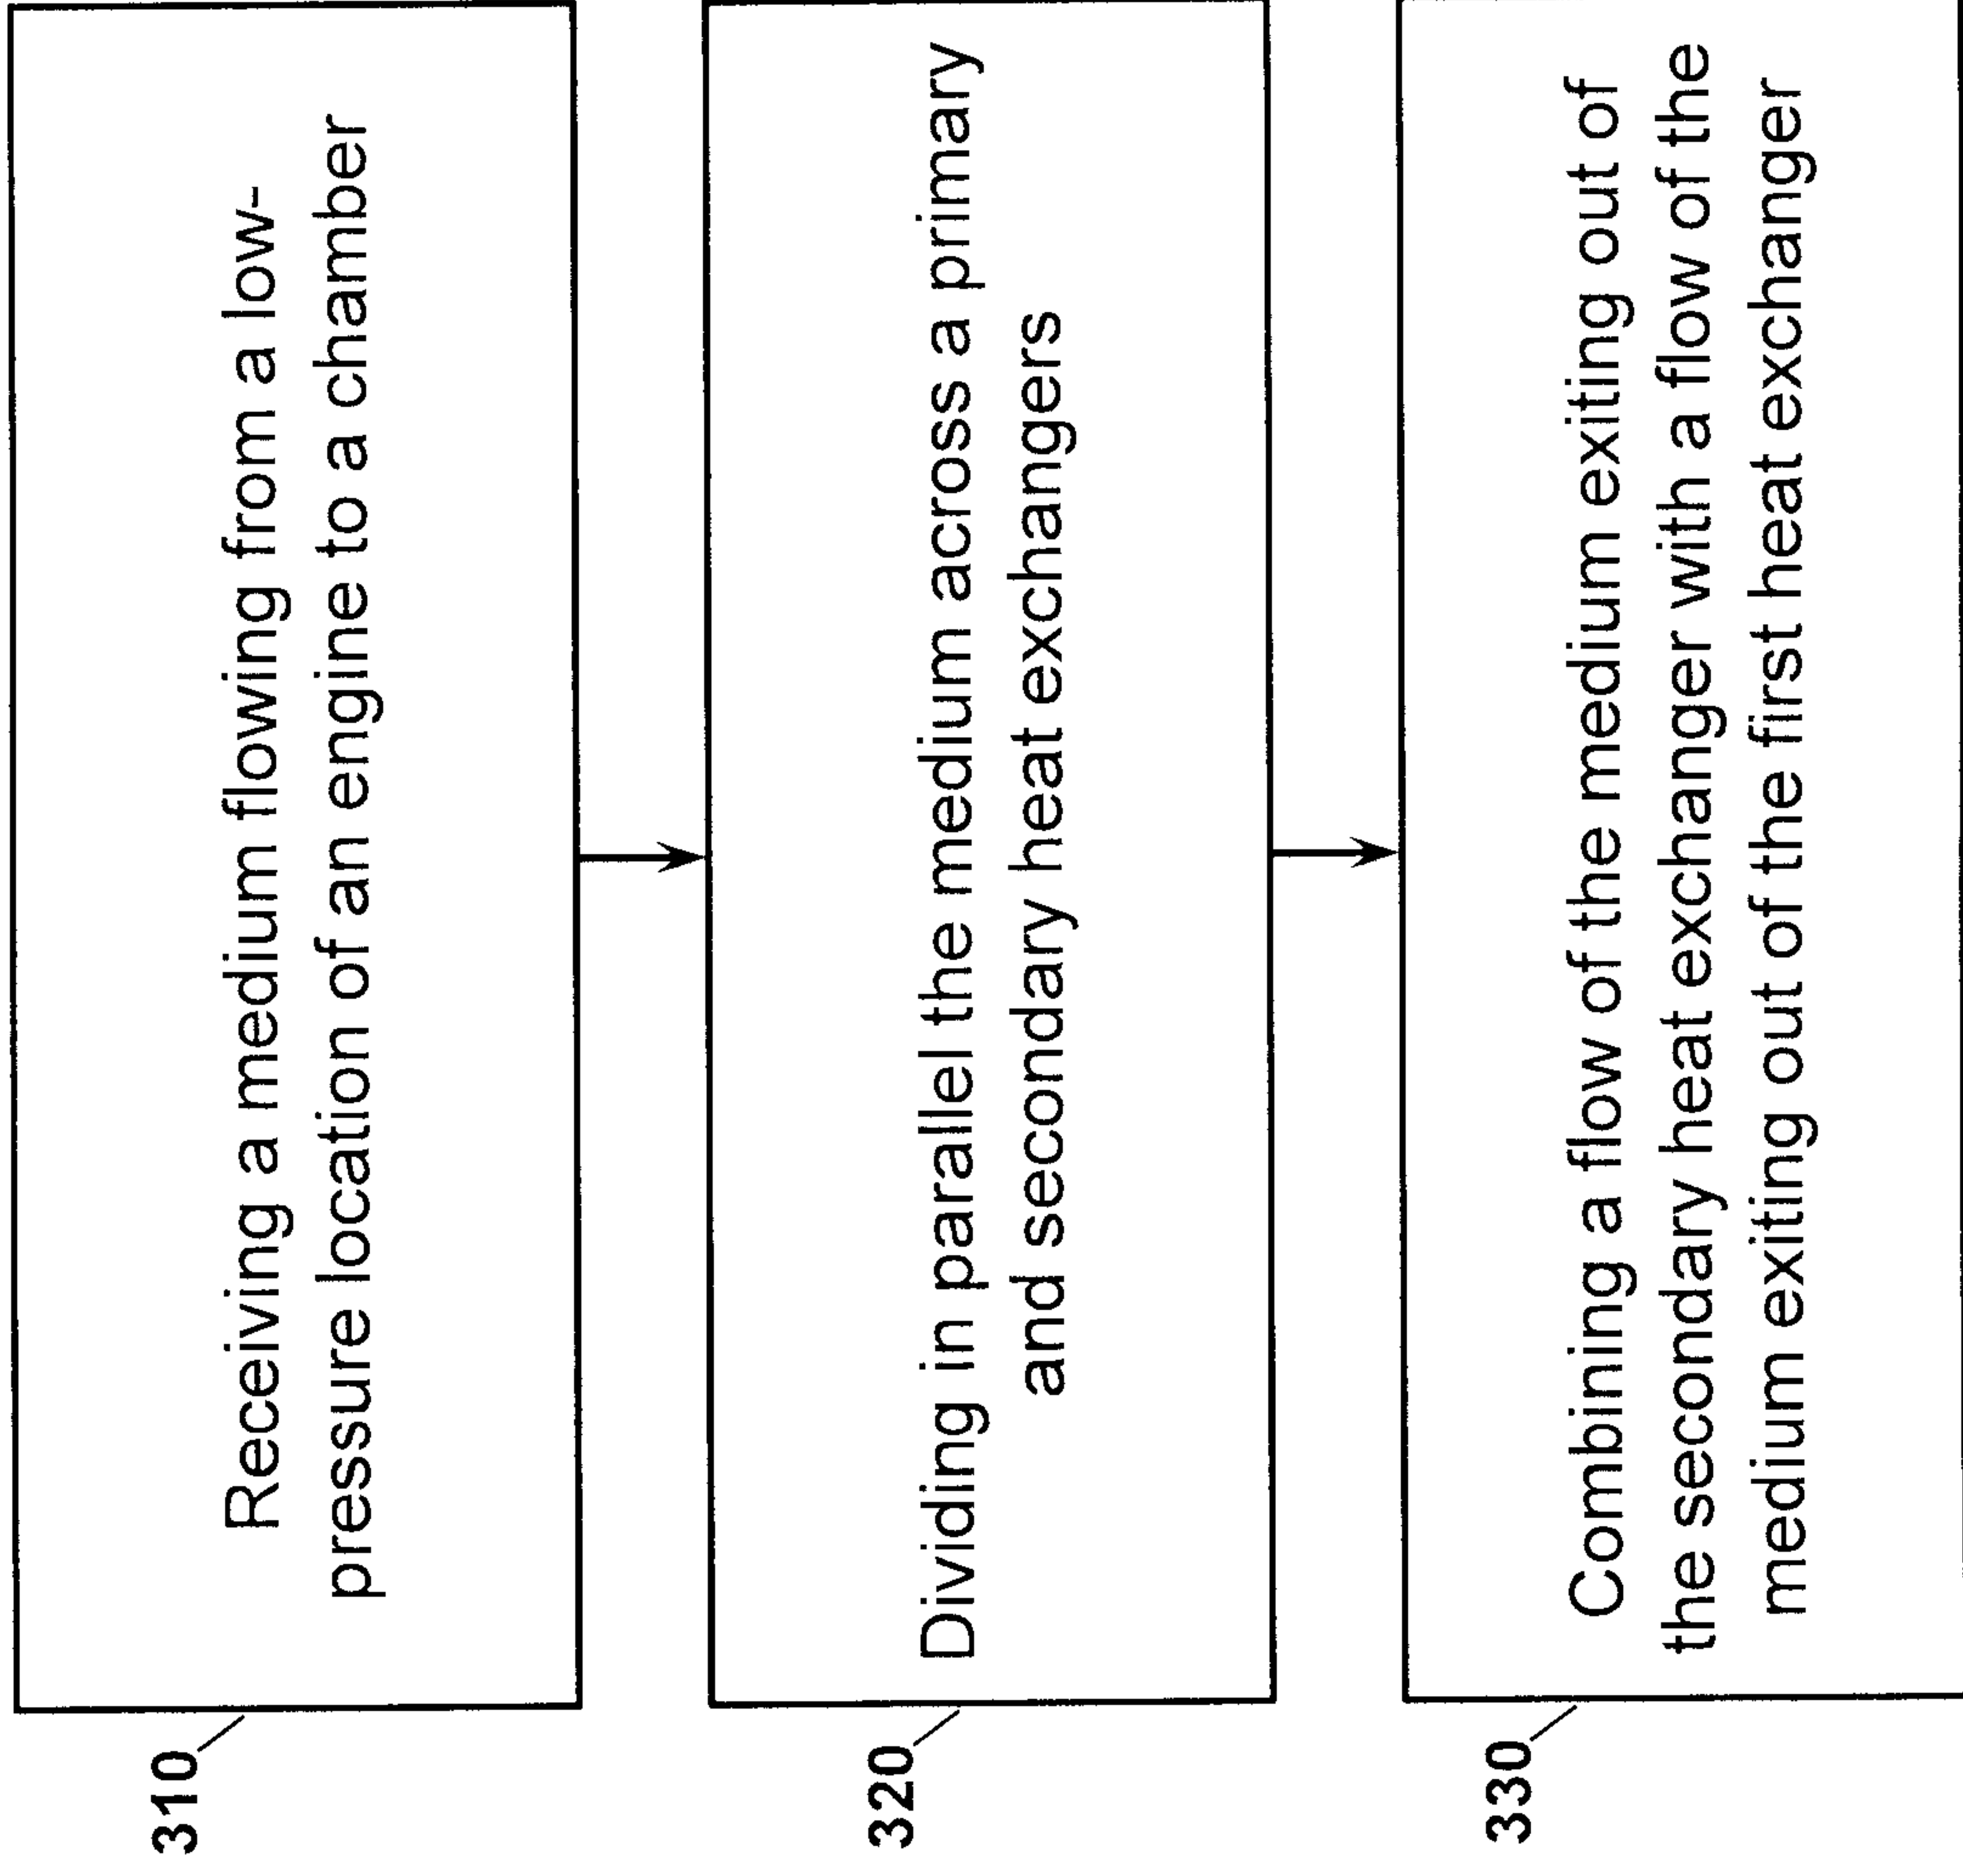 310
Receiving a medium flowing from a low-
pressure location of an engine to a chamber
320
Dividing in parallel the medium across a primary
and secondary heat exchangers
330
Combining a flow of the medium exiting out of
the secondary heat exchanger with a flow of the
medium exiting out of the first heat exchanger